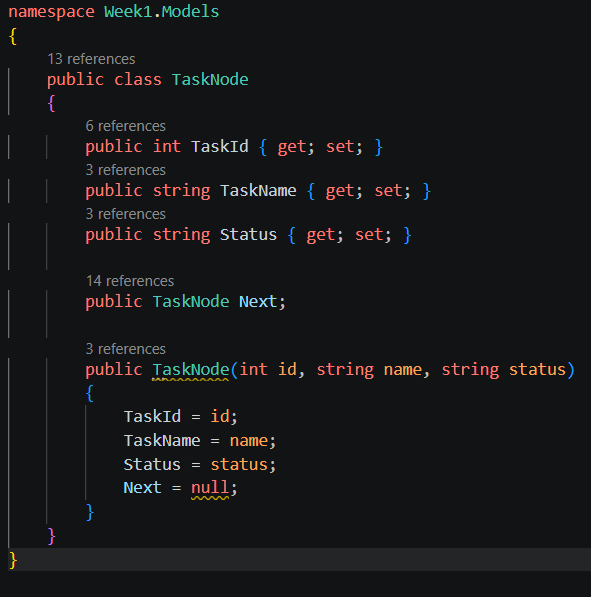 namespace Week1.Models
{
13 references
public class TaskNode
{
6 references
public int TaskId { get; set; }
3 references
public string TaskName { get; set; }
3 references
public string Status { get; set; }
14 references
public TaskNode Next;
3 references
public TaskNode(int id, string name, string status)
{
TaskId = id;
TaskName = name;
Status = status;
Next = null;
}
}
}